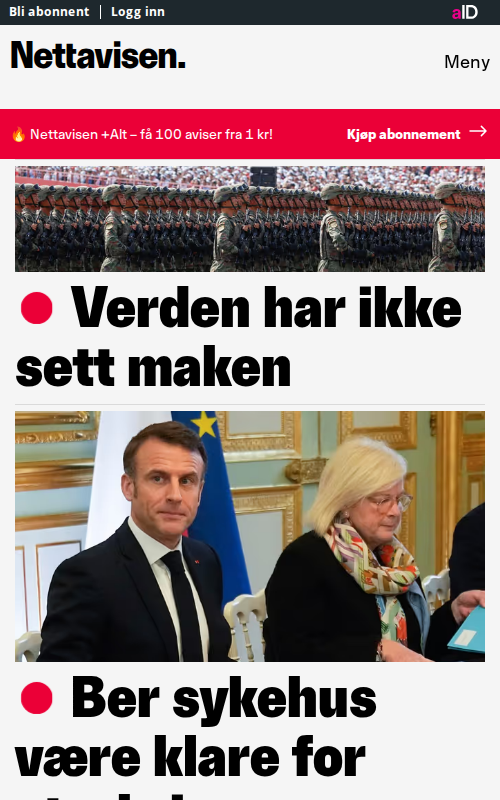 Bli abonnent | Logg inn
aID
Nettavisen.
Meny
🔥 Nettavisen +Alt – få 100 aviser fra 1 kr!
Kjøp abonnement →
Verden har ikke
sett maken
Ber sykehus
være klare for